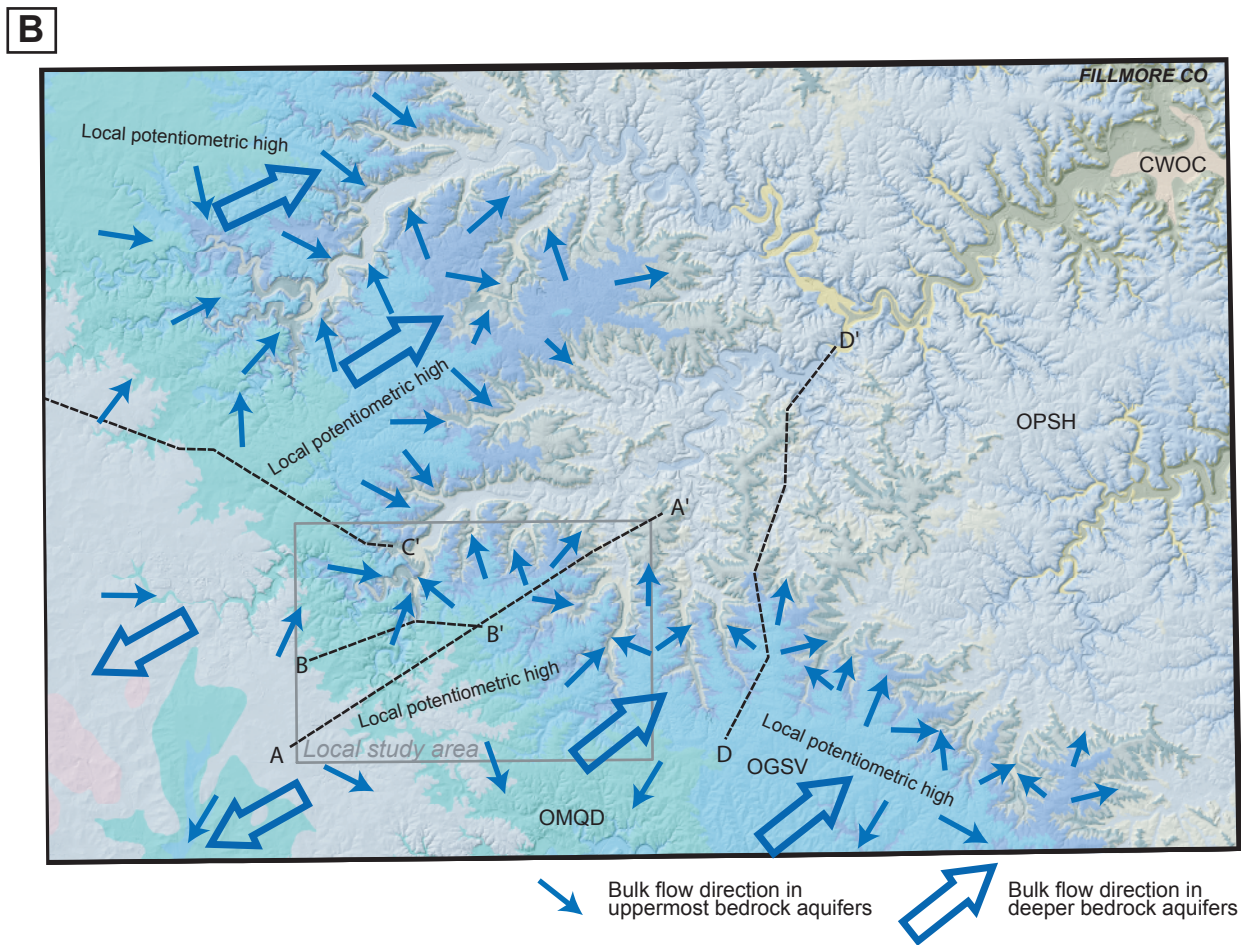 B
FILLMORE CO
Local potentiometric high
CWOC
D'
Local potentiometric high
OPSH
A'
C'
B'
B
Local potentiometric high
A
Local study area
D
OGSV
Local potentiometric high
OMQD
Bulk flow direction in
uppermost bedrock aquifers
Bulk flow direction in
deeper bedrock aquifers